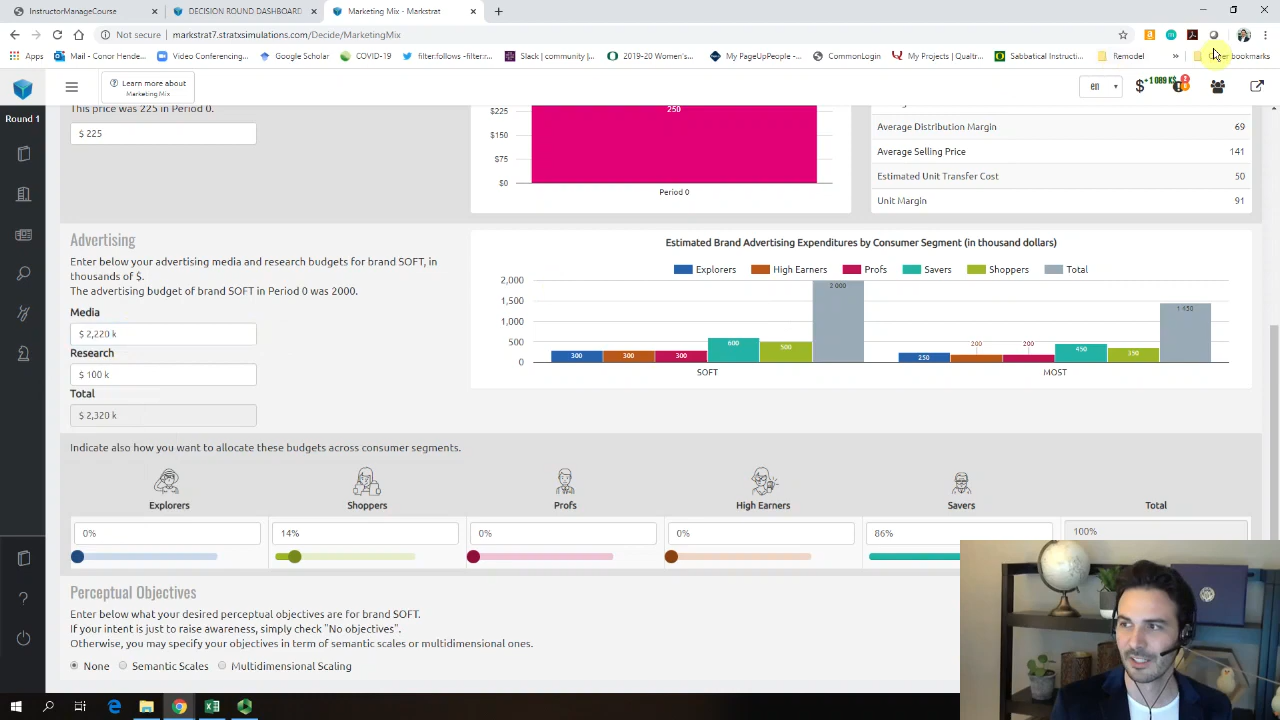 InstructorManageCourse
DECISION ROUND DASHBOARD
Marketing Mix - Markstrat
Not secure | markstrat7.stratxsimulations.com/Decide/MarketingMix
Apps
Mail - Conor Hende...
Video Conferencing...
Google Scholar
COVID-19
filter:follows -filter:r...
Slack | community |...
2019-20 Women's...
My PageUpPeople...
CommonLogin
My Projects | Qualtr...
Sabbatical Instructi...
Remodel
»
bookmarks
Learn more about
Marketing Mix
en
$ +1 089 K$
Round 1
This price was 225 in Period 0.
$ 225
$225
$150
$75
$0
250
Period 0
Average Distribution Margin 69
Average Selling Price 141
Estimated Unit Transfer Cost 50
Unit Margin 91
Advertising
Enter below your advertising media and research budgets for brand SOFT, in
thousands of $.
The advertising budget of brand SOFT in Period 0 was 2000.
Media
$ 2,220 k
Research
$ 100 k
Total
$ 2,320 k
Estimated Brand Advertising Expenditures by Consumer Segment (in thousand dollars)
Explorers High Earners Profs Savers Shoppers Total
2,000
1,500
1,000
500
0
300 300 300 600 500 2 000
250 200 200 450 350 1 450
SOFT MOST
Indicate also how you want to allocate these budgets across consumer segments.
Explorers Shoppers Profs High Earners Savers Total
0% 14% 0% 0% 86% 100%
Perceptual Objectives
Enter below what your desired perceptual objectives are for brand SOFT.
If your intent is just to raise awareness, simply check "No objectives".
Otherwise, you may specify your objectives in term of semantic scales or multidimensional ones.
None Semantic Scales Multidimensional Scaling